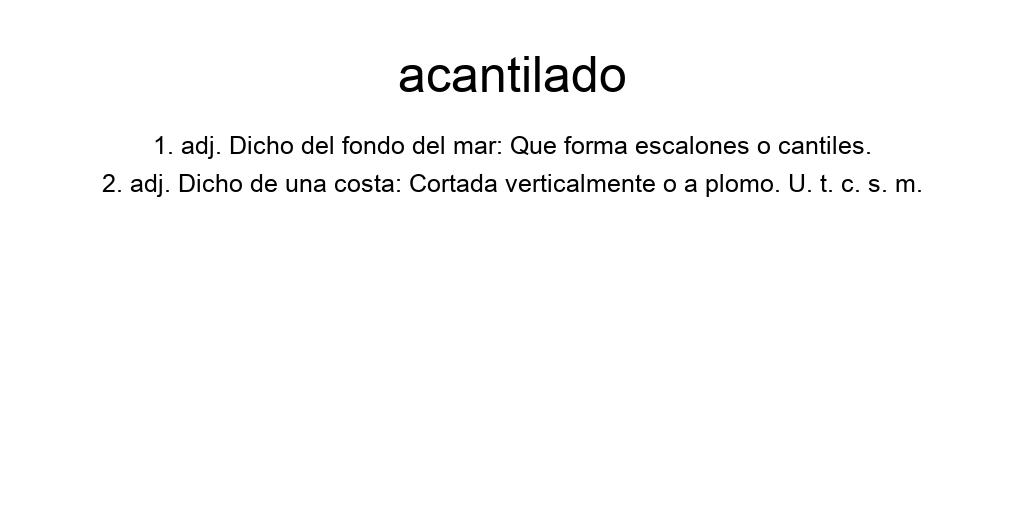 acantilado
1. adj. Dicho del fondo del mar: Que forma escalones o cantiles.
2. adj. Dicho de una costa: Cortada verticalmente o a plomo. U. t. c. s. m.